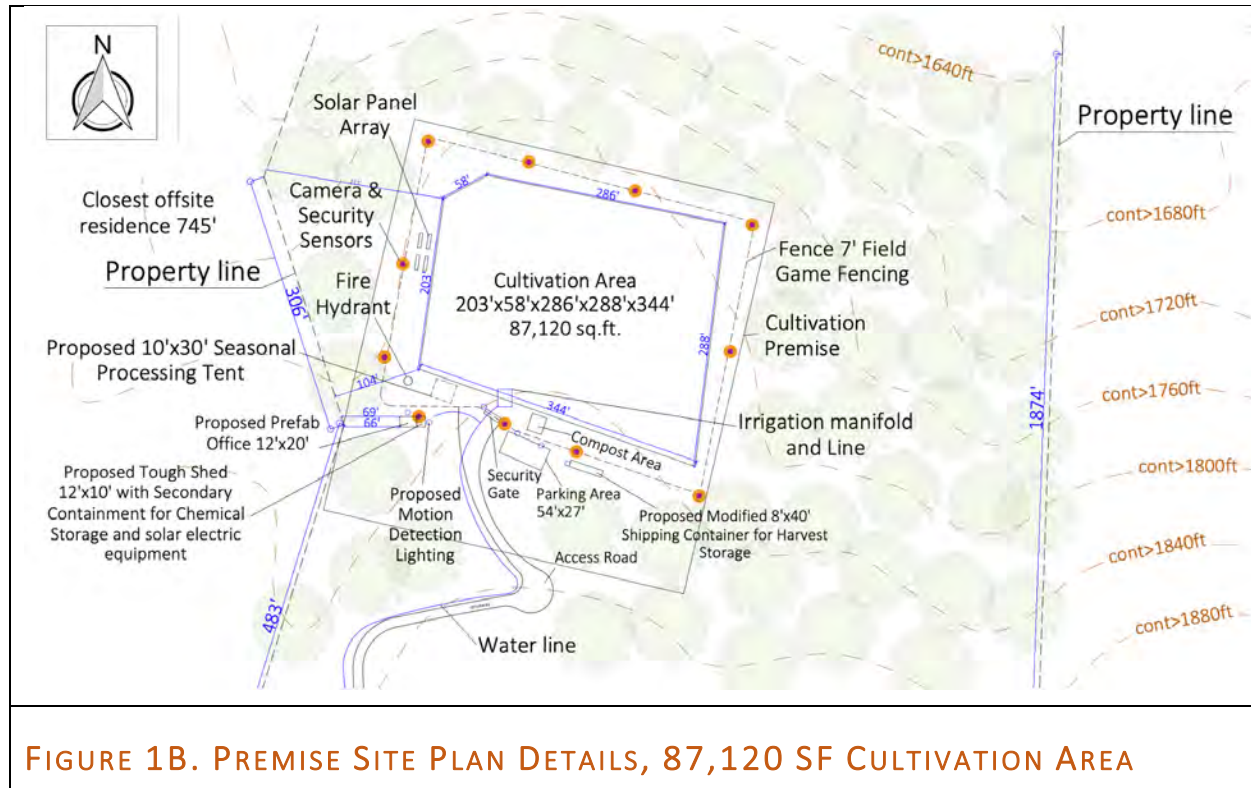 N
cont>1640ft
Property line
Solar Panel
Array
58'
286'
Closest offsite
residence 745'
Camera &
Security
Sensors
cont>1680ft
Property line
Fence 7' Field
Game Fencing
Cultivation Area
203'x58'x286'x288'x344'
87,120 sq.ft.
203'
Fire
Hydrant
306'
cont>1720ft
Cultivation
Premise
288'
Proposed 10'x30' Seasonal
Processing Tent
104'
cont>1760ft
1874'
344'
69'
66'
Proposed Prefab
Office 12'x20'
Irrigation manifold
and Line
Compost Area
cont>1800ft
Proposed Tough Shed
12'x10' with Secondary
Containment for Chemical
Storage and solar electric
equipment
Proposed
Motion
Detection
Lighting
Security
Gate
Parking Area
54'x27'
Proposed Modified 8'x40'
Shipping Container for Harvest
Storage
cont>1840ft
Access Road
483'
cont>1880ft
Water line
FIGURE 1B. PREMISE SITE PLAN DETAILS, 87,120 SF CULTIVATION AREA